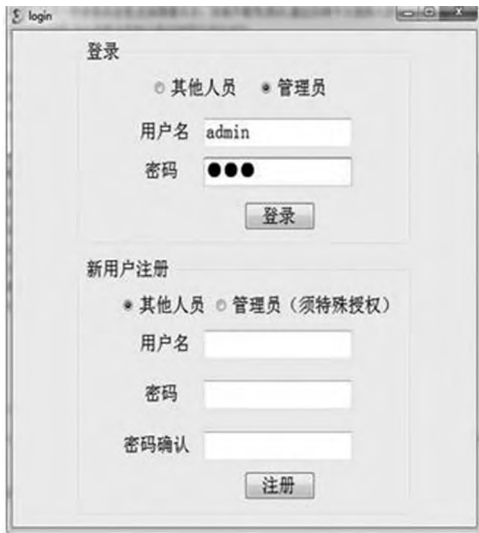 login
登录
其他人员 管理员
用户名 admin
密码 ●●●
登录
新用户注册
其他人员 管理员（须特殊授权）
用户名
密码
密码确认
注册